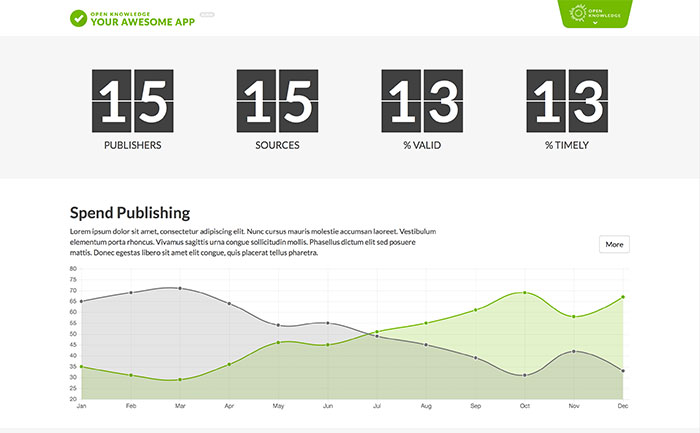 OPEN KNOWLEDGE
YOUR AWESOME APP
OPEN
KNOWLEDGE
15 15 13 13
PUBLISHERS SOURCES % VALID % TIMELY
Spend Publishing
Lorem ipsum dolor sit amet, consectetur adipiscing elit. Nunc cursus mauris molestie accumsan laoreet. Vestibulum
elementum porta rhoncus. Vivamus sagittis urna congue sollicitudin mollis. Phasellus dictum elit sed posuere
mattis. Donec egestas libero sit amet elit congue, quis placerat tellus pharetra.
More
80
75
70
65
60
55
50
45
40
35
30
25
20
Jan Feb Mar Apr May Jun Jul Aug Sep Oct Nov Dec